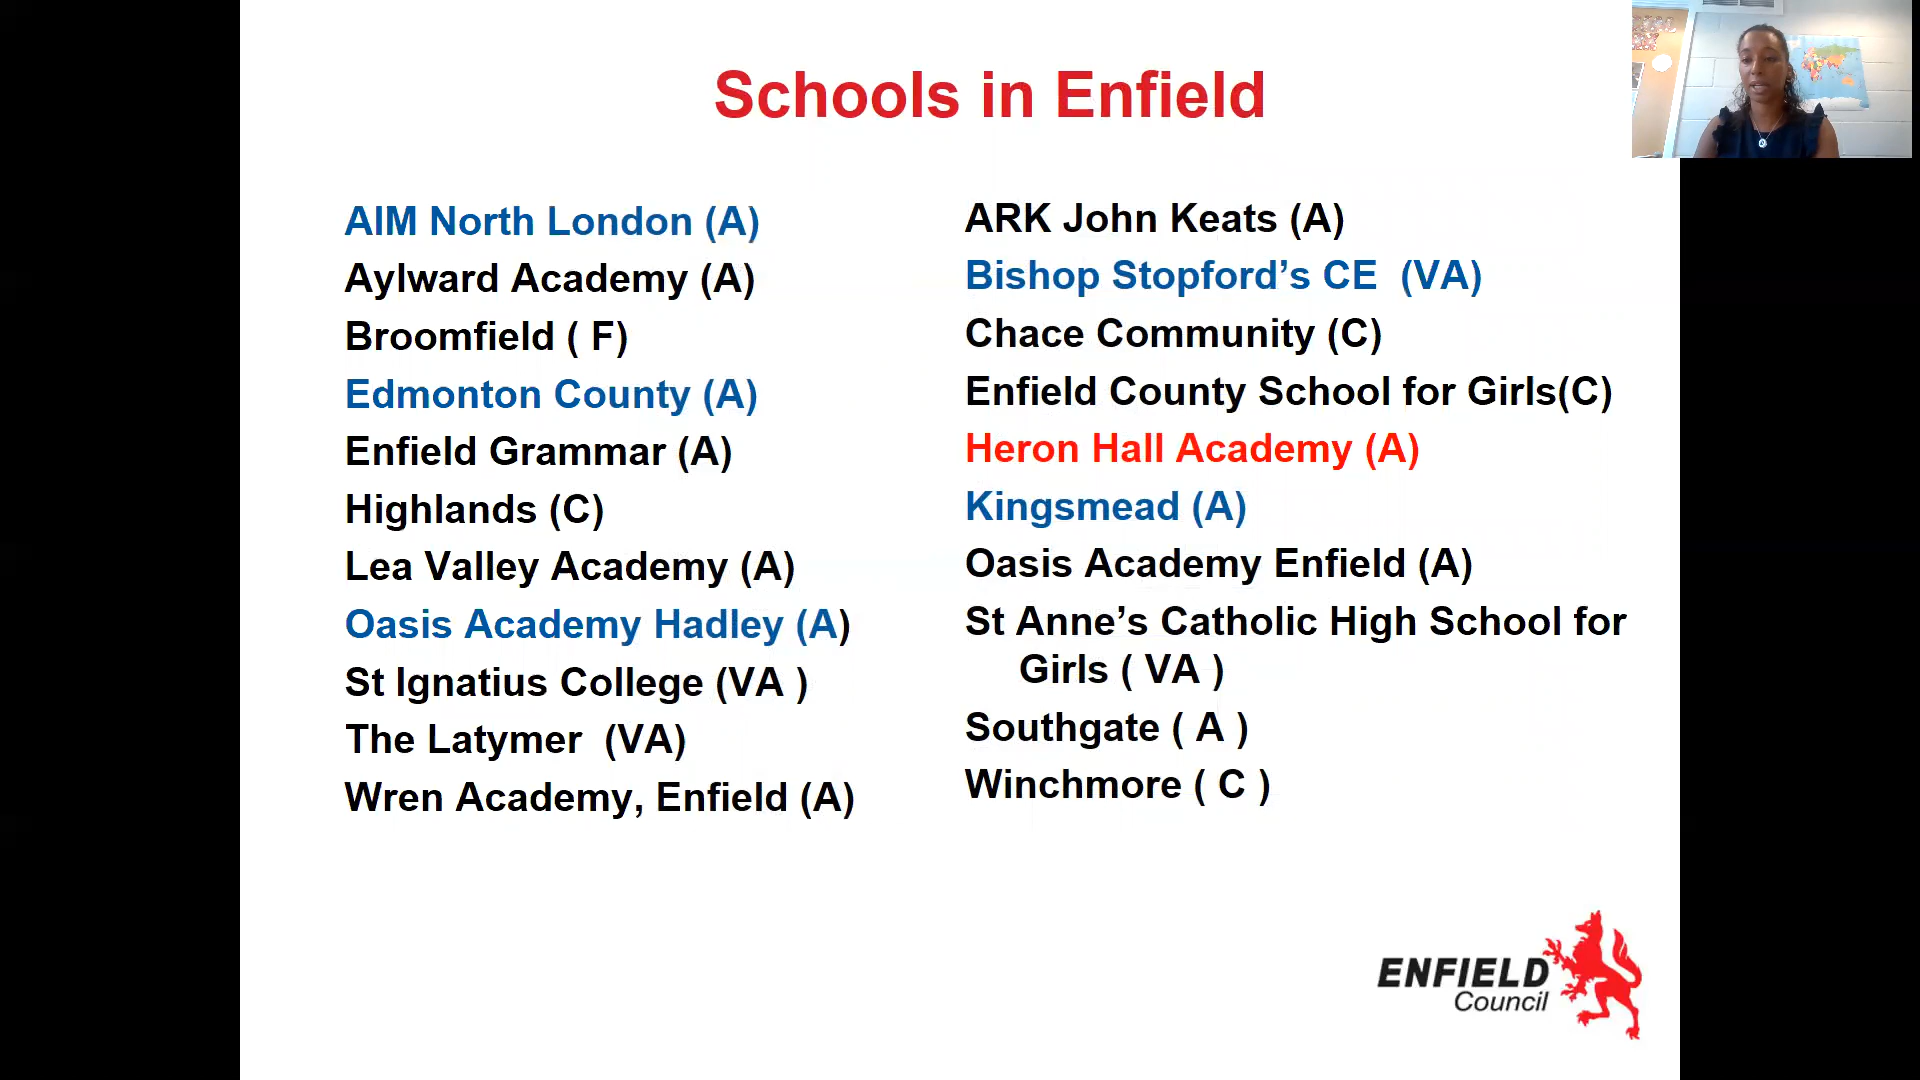 Schools in Enfield
AIM North London (A)
Aylward Academy (A)
Broomfield ( F)
Edmonton County (A)
Enfield Grammar (A)
Highlands (C)
Lea Valley Academy (A)
Oasis Academy Hadley (A)
St Ignatius College (VA )
The Latymer  (VA)
Wren Academy, Enfield (A)
ARK John Keats (A)
Bishop Stopford’s CE  (VA)
Chace Community (C)
Enfield County School for Girls(C)
Heron Hall Academy (A)
Kingsmead (A)
Oasis Academy Enfield (A)
St Anne’s Catholic High School for
Girls ( VA )
Southgate ( A )
Winchmore ( C )
ENFIELD
Council